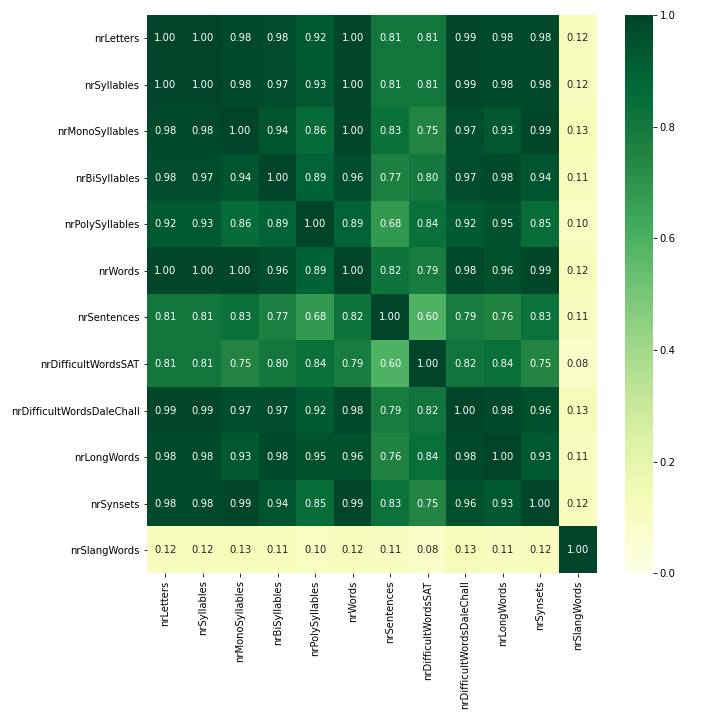 nrLetters 1.00 1.00 0.98 0.98 0.92 1.00 0.81 0.81 0.99 0.98 0.98 0.12
nrSyllables 1.00 1.00 0.98 0.97 0.93 1.00 0.81 0.81 0.99 0.98 0.98 0.12
nrMonoSyllables 0.98 0.98 1.00 0.94 0.86 1.00 0.83 0.75 0.97 0.93 0.99 0.13
nrBiSyllables 0.98 0.97 0.94 1.00 0.89 0.96 0.77 0.80 0.97 0.98 0.94 0.11
nrPolySyllables 0.92 0.93 0.86 0.89 1.00 0.89 0.68 0.84 0.92 0.95 0.85 0.10
nrWords 1.00 1.00 1.00 0.96 0.89 1.00 0.82 0.79 0.98 0.96 0.99 0.12
nrSentences 0.81 0.81 0.83 0.77 0.68 0.82 1.00 0.60 0.79 0.76 0.83 0.11
nrDifficultWordsSAT 0.81 0.81 0.75 0.80 0.84 0.79 0.60 1.00 0.82 0.84 0.75 0.08
nrDifficultWordsDaleChall 0.99 0.99 0.97 0.97 0.92 0.98 0.79 0.82 1.00 0.98 0.96 0.13
nrLongWords 0.98 0.98 0.93 0.98 0.95 0.96 0.76 0.84 0.98 1.00 0.93 0.11
nrSynsets 0.98 0.98 0.99 0.94 0.85 0.99 0.83 0.75 0.96 0.93 1.00 0.12
nrSlangWords 0.12 0.12 0.13 0.11 0.10 0.12 0.11 0.08 0.13 0.11 0.12 1.00
nrLetters
nrSyllables
nrMonoSyllables
nrBiSyllables
nrPolySyllables
nrWords
nrSentences
nrDifficultWordsSAT
nrDifficultWordsDaleChall
nrLongWords
nrSynsets
nrSlangWords
1.0
0.8
0.6
0.4
0.2
0.0